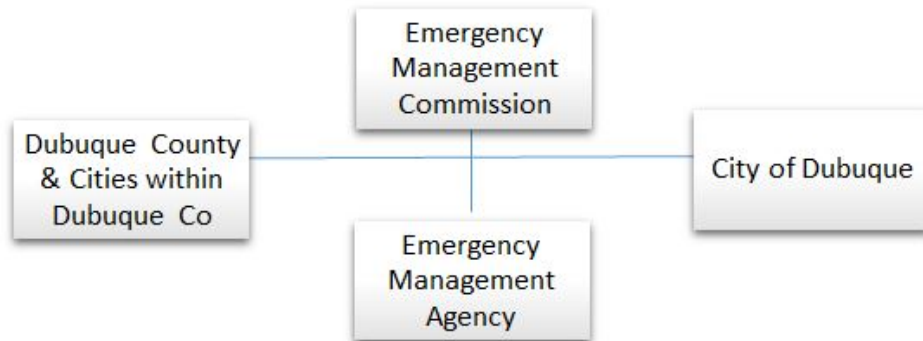 Emergency
Management
Commission
Dubuque County
& Cities within
Dubuque Co
City of Dubuque
Emergency
Management
Agency